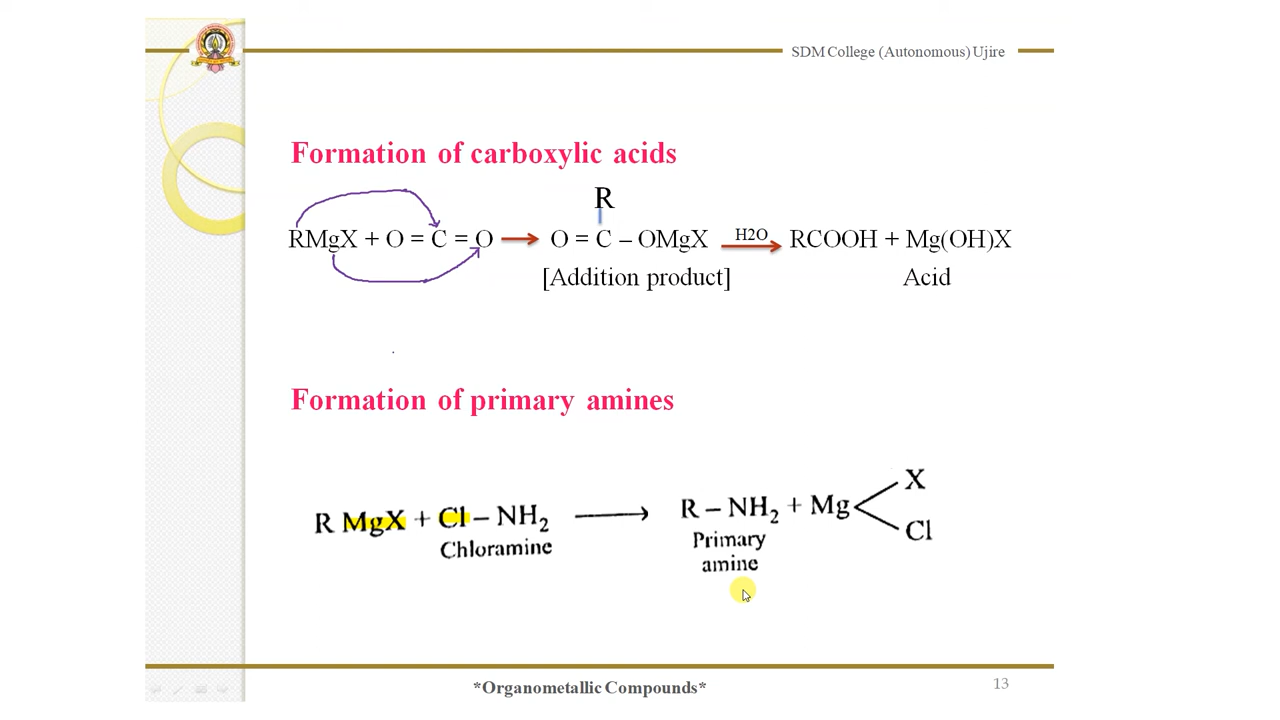 SDM College (Autonomous) Ujire
Formation of carboxylic acids
R
RMgX + O = C = O O = C – OMgX H2O RCOOH + Mg(OH)X
[Addition product] Acid
Formation of primary amines
X
R MgX + Cl – NH2 R – NH2 + Mg
Cl
Chloramine Primary
amine
*Organometallic Compounds* 13